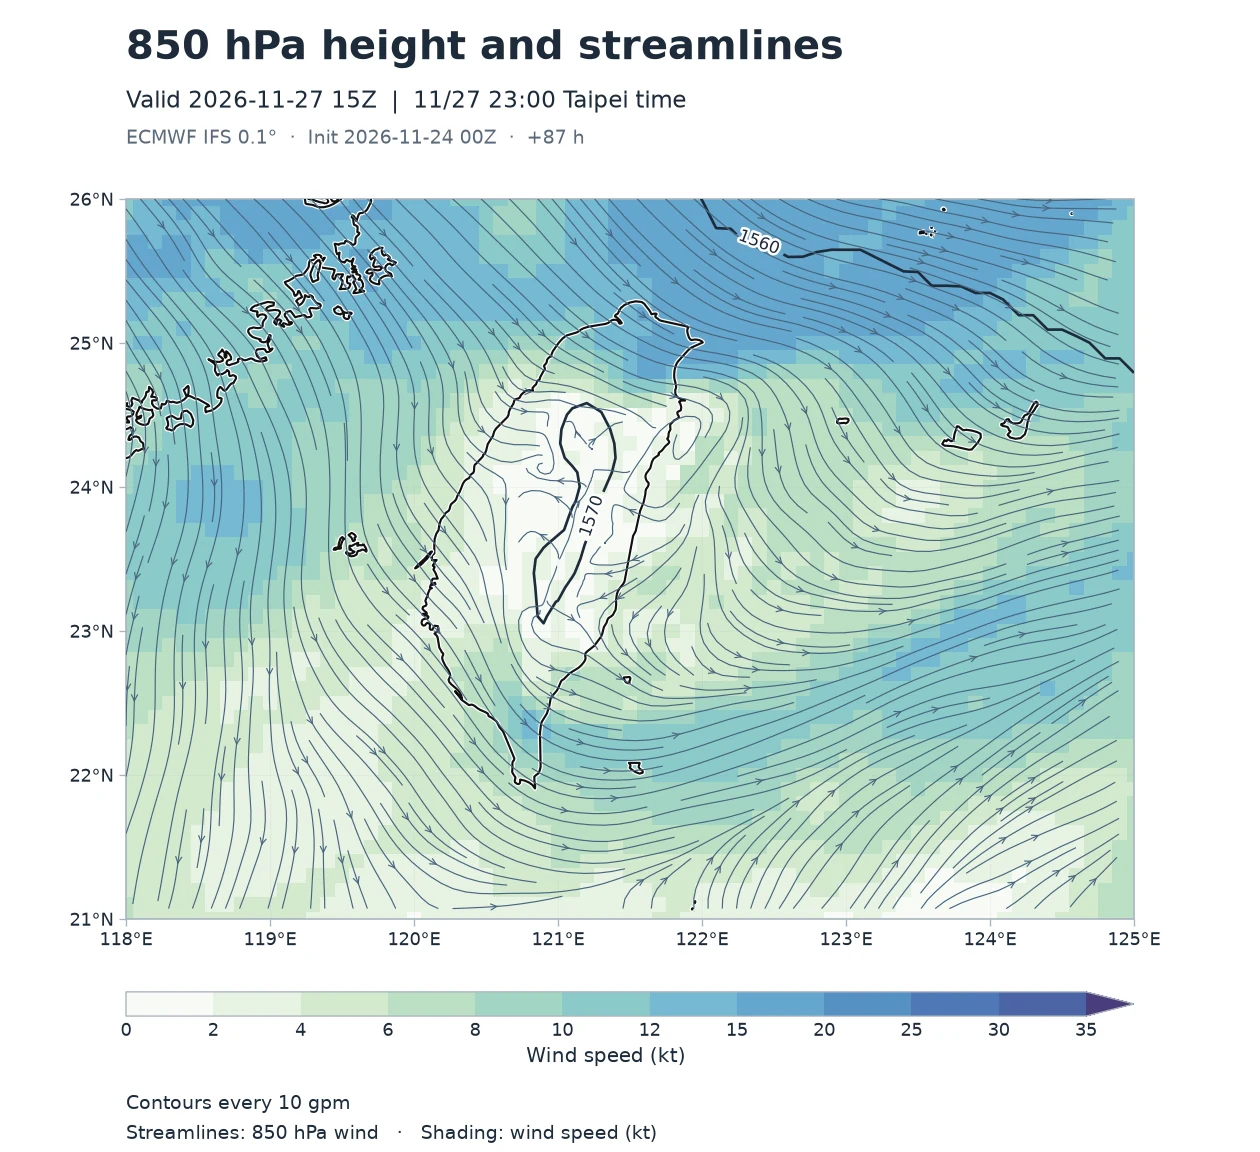 850 hPa height and streamlines
Valid 2026-11-27 15Z | 11/27 23:00 Taipei time
ECMWF IFS 0.1° · Init 2026-11-24 00Z · +87 h
26°N
25°N
24°N
23°N
22°N
21°N
1560
1570
118°E 119°E 120°E 121°E 122°E 123°E 124°E 125°E
0 2 4 6 8 10 12 15 20 25 30 35
Wind speed (kt)
Contours every 10 gpm
Streamlines: 850 hPa wind · Shading: wind speed (kt)